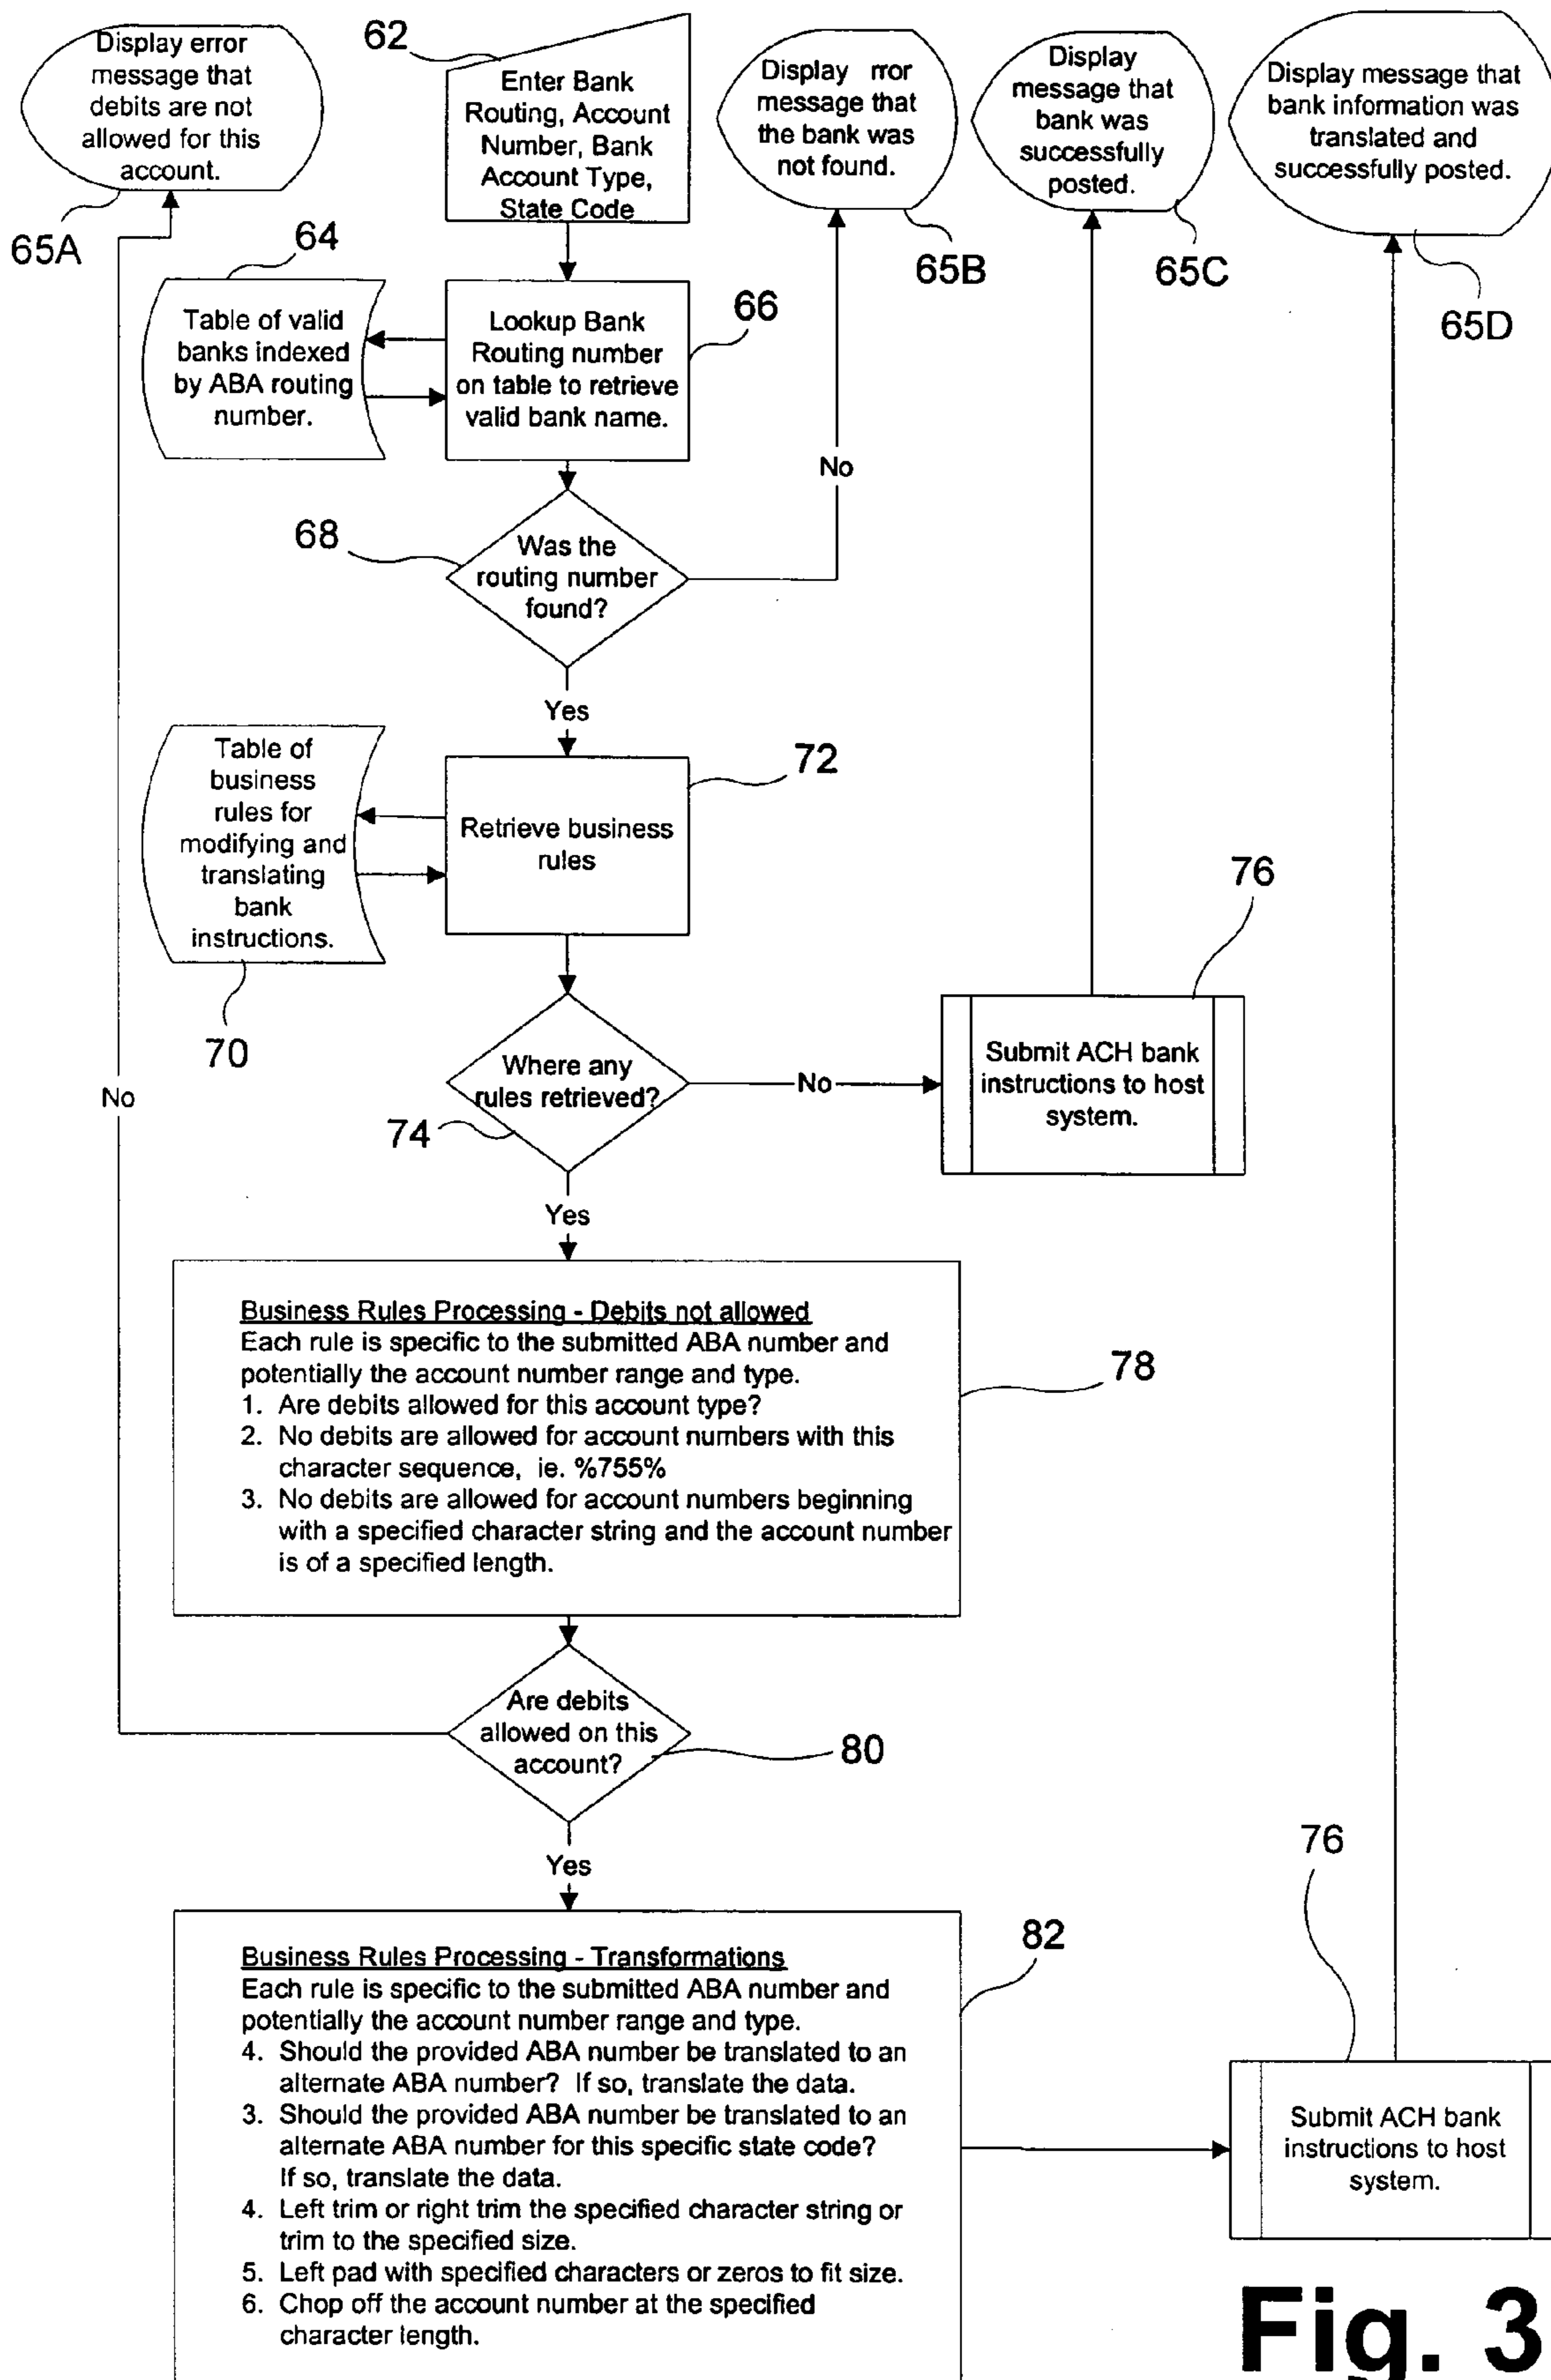 Display error
message that
debits are not
allowed for this
account.
65A
62
Enter Bank
Routing, Account
Number, Bank
Account Type,
State Code
Display rror
message that
the bank was
not found.
65B
Display
message that
bank was
successfully
posted.
65C
Display message that
bank information was
translated and
successfully posted.
65D
64
Table of valid
banks indexed
by ABA routing
number.
Lookup Bank
Routing number
on table to retrieve
valid bank name.
66
No
68
Was the
routing number
found?
Yes
Table of
business
rules for
modifying and
translating
bank
instructions.
70
Retrieve business
rules
72
Where any
rules retrieved?
74
No
76
Submit ACH bank
instructions to host
system.
No
Yes
Business Rules Processing - Debits not allowed
Each rule is specific to the submitted ABA number and
potentially the account number range and type.
1. Are debits allowed for this account type?
2. No debits are allowed for account numbers with this
character sequence, ie. %755%
3. No debits are allowed for account numbers beginning
with a specified character string and the account number
is of a specified length.
78
Are debits
allowed on this
account?
80
Yes
Business Rules Processing - Transformations
Each rule is specific to the submitted ABA number and
potentially the account number range and type.
4. Should the provided ABA number be translated to an
alternate ABA number? If so, translate the data.
3. Should the provided ABA number be translated to an
alternate ABA number for this specific state code?
If so, translate the data.
4. Left trim or right trim the specified character string or
trim to the specified size.
5. Left pad with specified characters or zeros to fit size.
6. Chop off the account number at the specified
character length.
82
76
Submit ACH bank
instructions to host
system.
Fig. 3